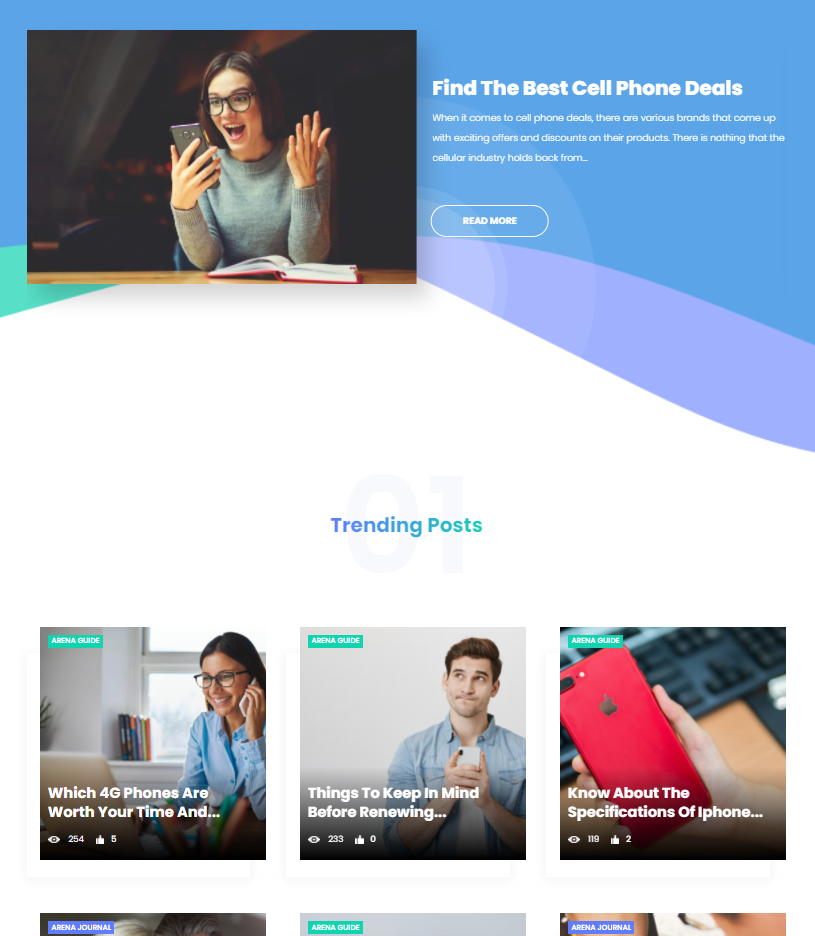 Find The Best Cell Phone Deals
When it comes to cell phone deals, there are various brands that come up
with exciting offers and discounts on their products. There is nothing that the
cellular industry holds back from...
READ MORE
01
Trending Posts
ARENA GUIDE
Which 4G Phones Are
Worth Your Time And...
254 5
ARENA GUIDE
Things To Keep In Mind
Before Renewing...
233 0
ARENA GUIDE
Know About The
Specifications Of Iphone...
119 2
ARENA JOURNAL
ARENA GUIDE
ARENA JOURNAL